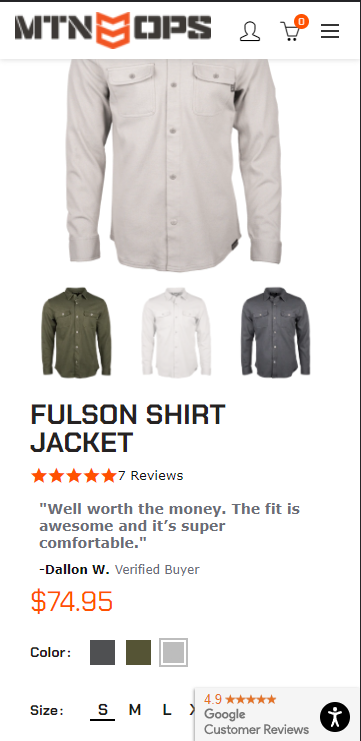 MTN OPS
0
FULSON SHIRT
JACKET
7 Reviews
"Well worth the money. The fit is
awesome and it’s super
comfortable."
-Dallon W. Verified Buyer
$74.95
Color:
Size: S M L
4.9
Google
Customer Reviews